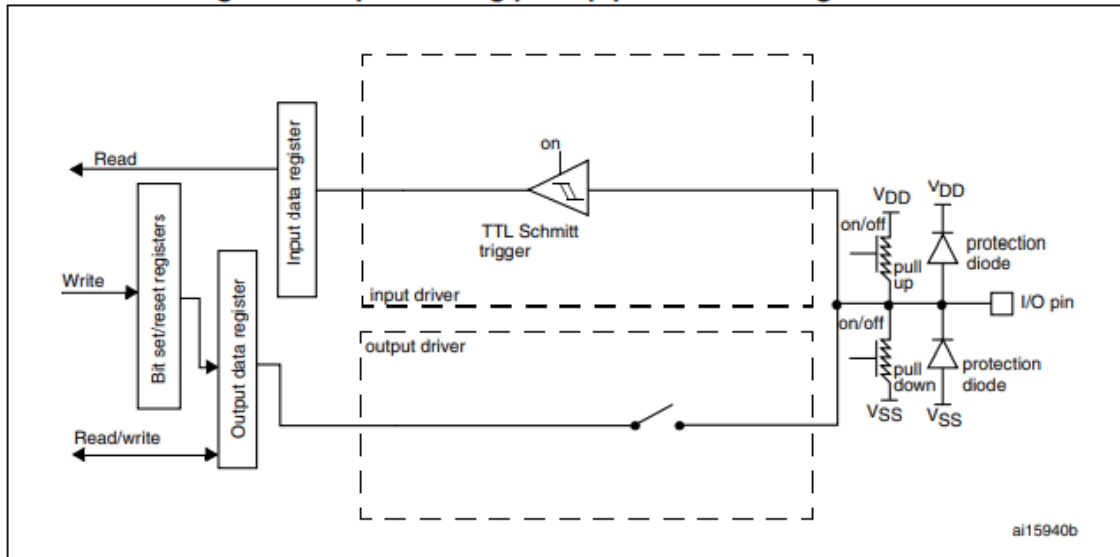 Read
Write
Bit set/reset registers
Read/write
Input data register
Output data register
on
TTL Schmitt
trigger
input driver
output driver
on/off
VDD
pull
up
VDD
protection
diode
I/O pin
on/off
pull
down
VSS
VSS
protection
diode
ai15940b